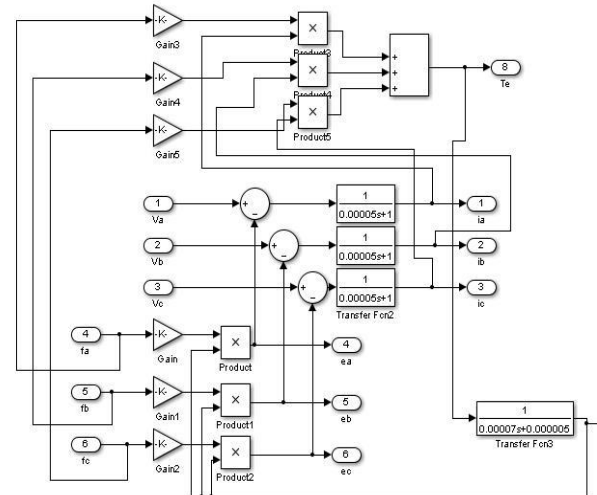 -K-
Gain3
×
Product3
-K-
Gain4
×
Product4
-K-
Gain5
×
Product5
+
+
+
8
Te
1
Va
+
−
1
0.00005s+1
1
ia
2
Vb
+
−
1
0.00005s+1
2
ib
3
Vc
+
−
1
0.00005s+1
Transfer Fcn2
3
ic
4
fa
-K-
Gain
×
Product
4
ea
5
fb
-K-
Gain1
×
Product1
5
eb
6
fc
-K-
Gain2
×
Product2
6
ec
1
0.00007s+0.000005
Transfer Fcn3